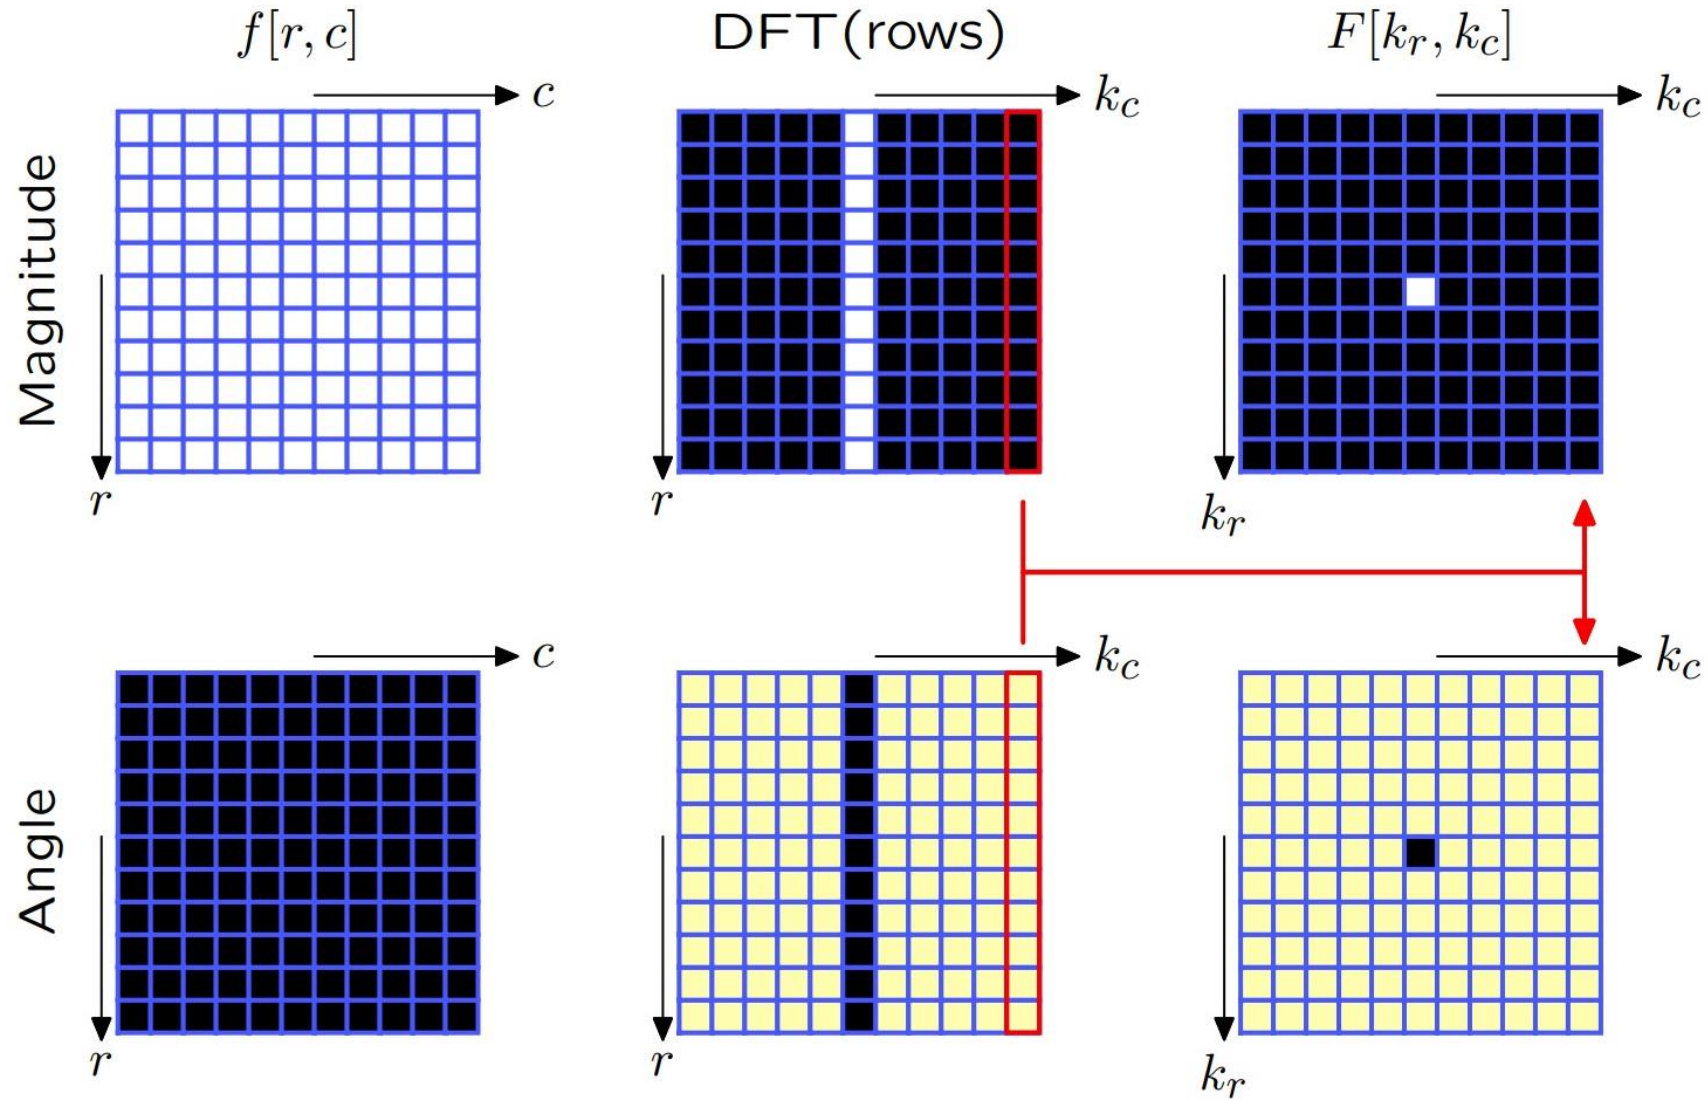 f[r, c]
DFT(rows)
F[k_r, k_c]
c
k_c
k_c
Magnitude
r
r
k_r
c
k_c
k_c
Angle
r
r
k_r